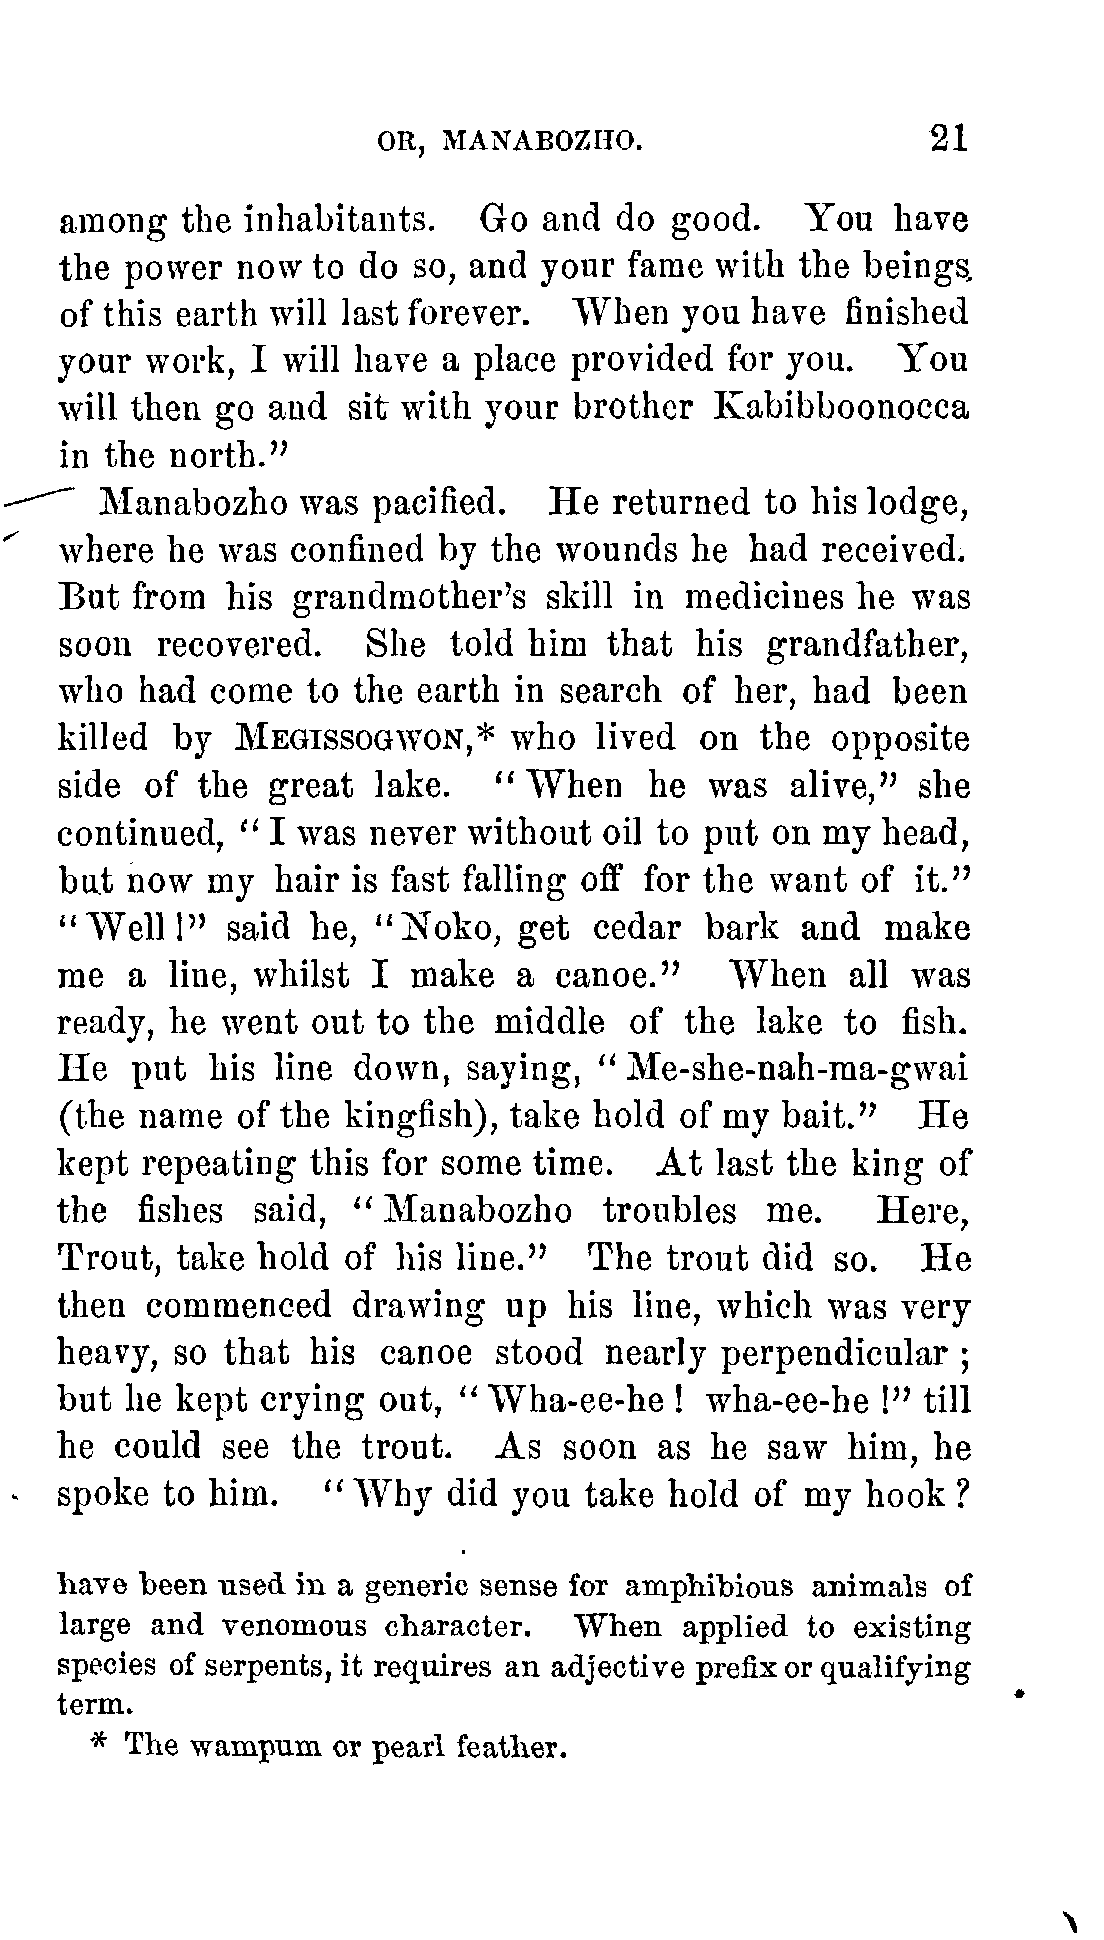 OR, MANABOZHO. 21
among the inhabitants. Go and do good. You have
the power now to do so, and your fame with the beings
of this earth will last forever. When you have finished
your work, I will have a place provided for you. You
will then go and sit with your brother Kabibboonocca
in the north."
Manabozho was pacified. He returned to his lodge,
where he was confined by the wounds he had received.
But from his grandmother's skill in medicines he was
soon recovered. She told him that his grandfather,
who had come to the earth in search of her, had been
killed by MEGISSOGWON,* who lived on the opposite
side of the great lake. "When he was alive," she
continued, "I was never without oil to put on my head,
but now my hair is fast falling off for the want of it."
"Well!" said he, "Noko, get cedar bark and make
me a line, whilst I make a canoe." When all was
ready, he went out to the middle of the lake to fish.
He put his line down, saying, "Me-she-nah-ma-gwai
(the name of the kingfish), take hold of my bait." He
kept repeating this for some time. At last the king of
the fishes said, "Manabozho troubles me. Here,
Trout, take hold of his line." The trout did so. He
then commenced drawing up his line, which was very
heavy, so that his canoe stood nearly perpendicular;
but he kept crying out, "Wha-ee-he! wha-ee-he!" till
he could see the trout. As soon as he saw him, he
spoke to him. "Why did you take hold of my hook?
have been used in a generic sense for amphibious animals of
large and venomous character. When applied to existing
species of serpents, it requires an adjective prefix or qualifying
term.
* The wampum or pearl feather.